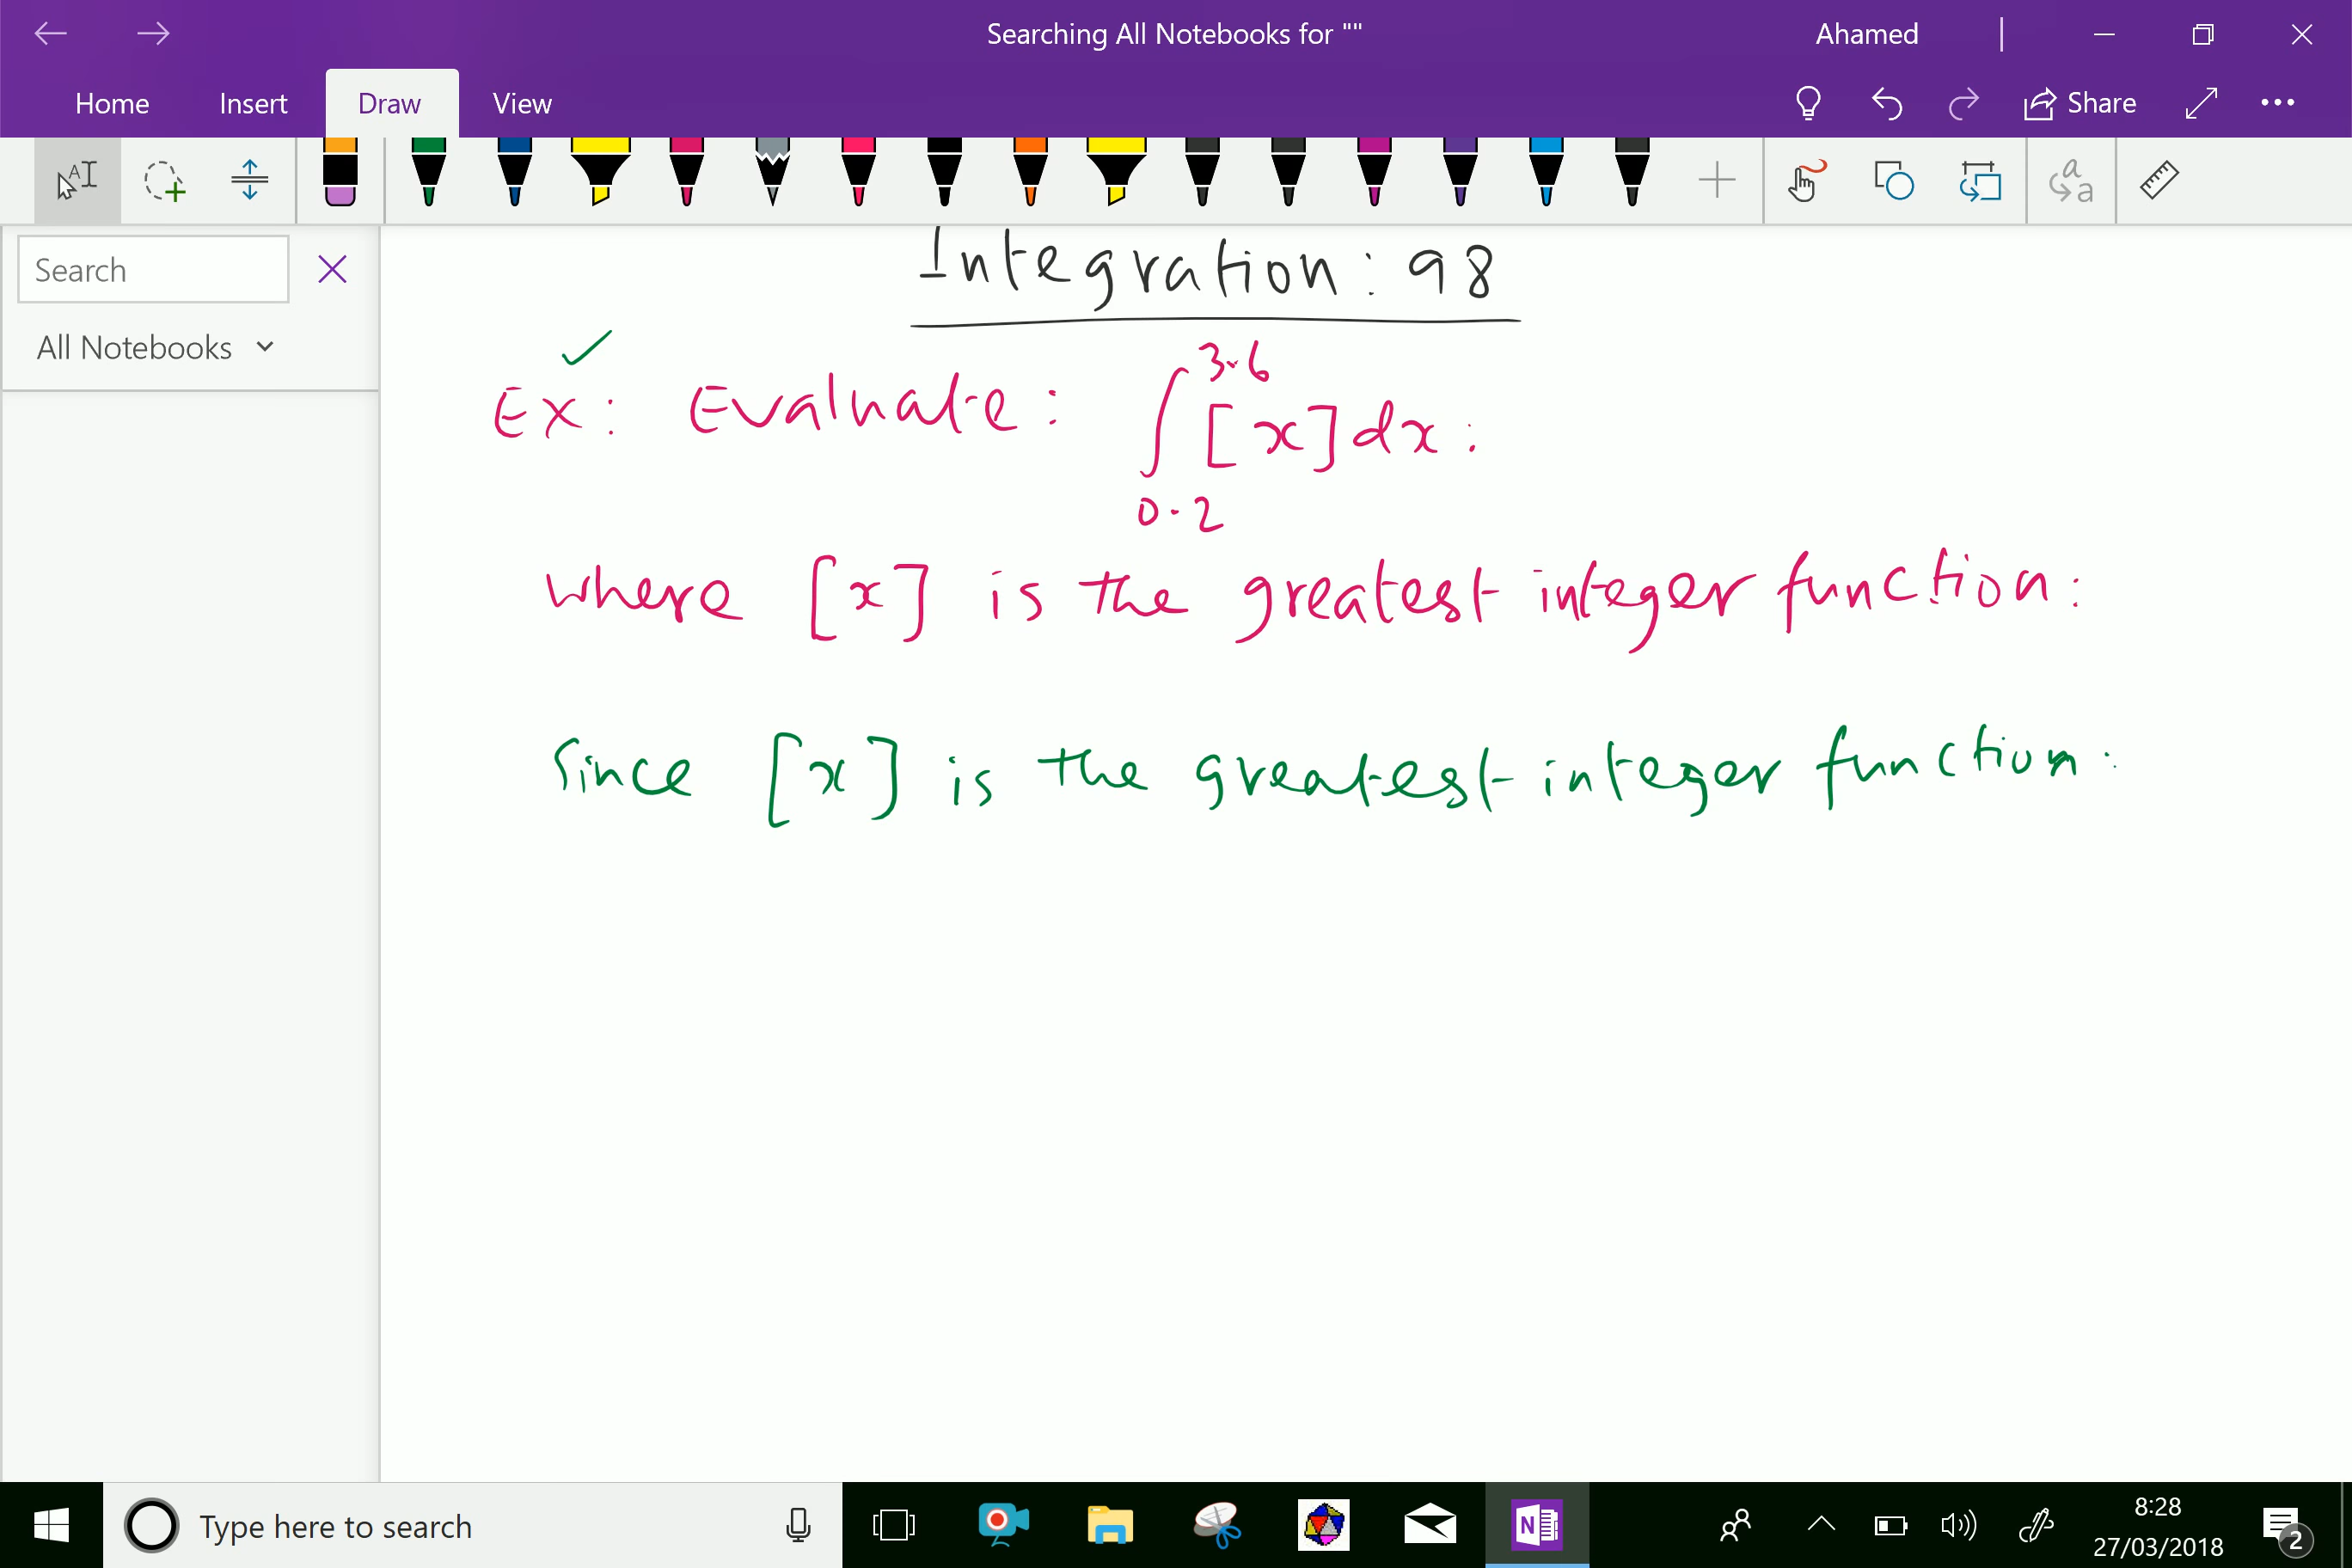 Searching All Notebooks for ""
Ahamed
Home Insert Draw View
Share
Search
All Notebooks
Integration: 98
Ex: Evaluate: ∫ 3.6 0.2 [x] dx:
where [x] is the greatest integer function:
Since [x] is the greatest integer function:
Type here to search
8:28
27/03/2018
2